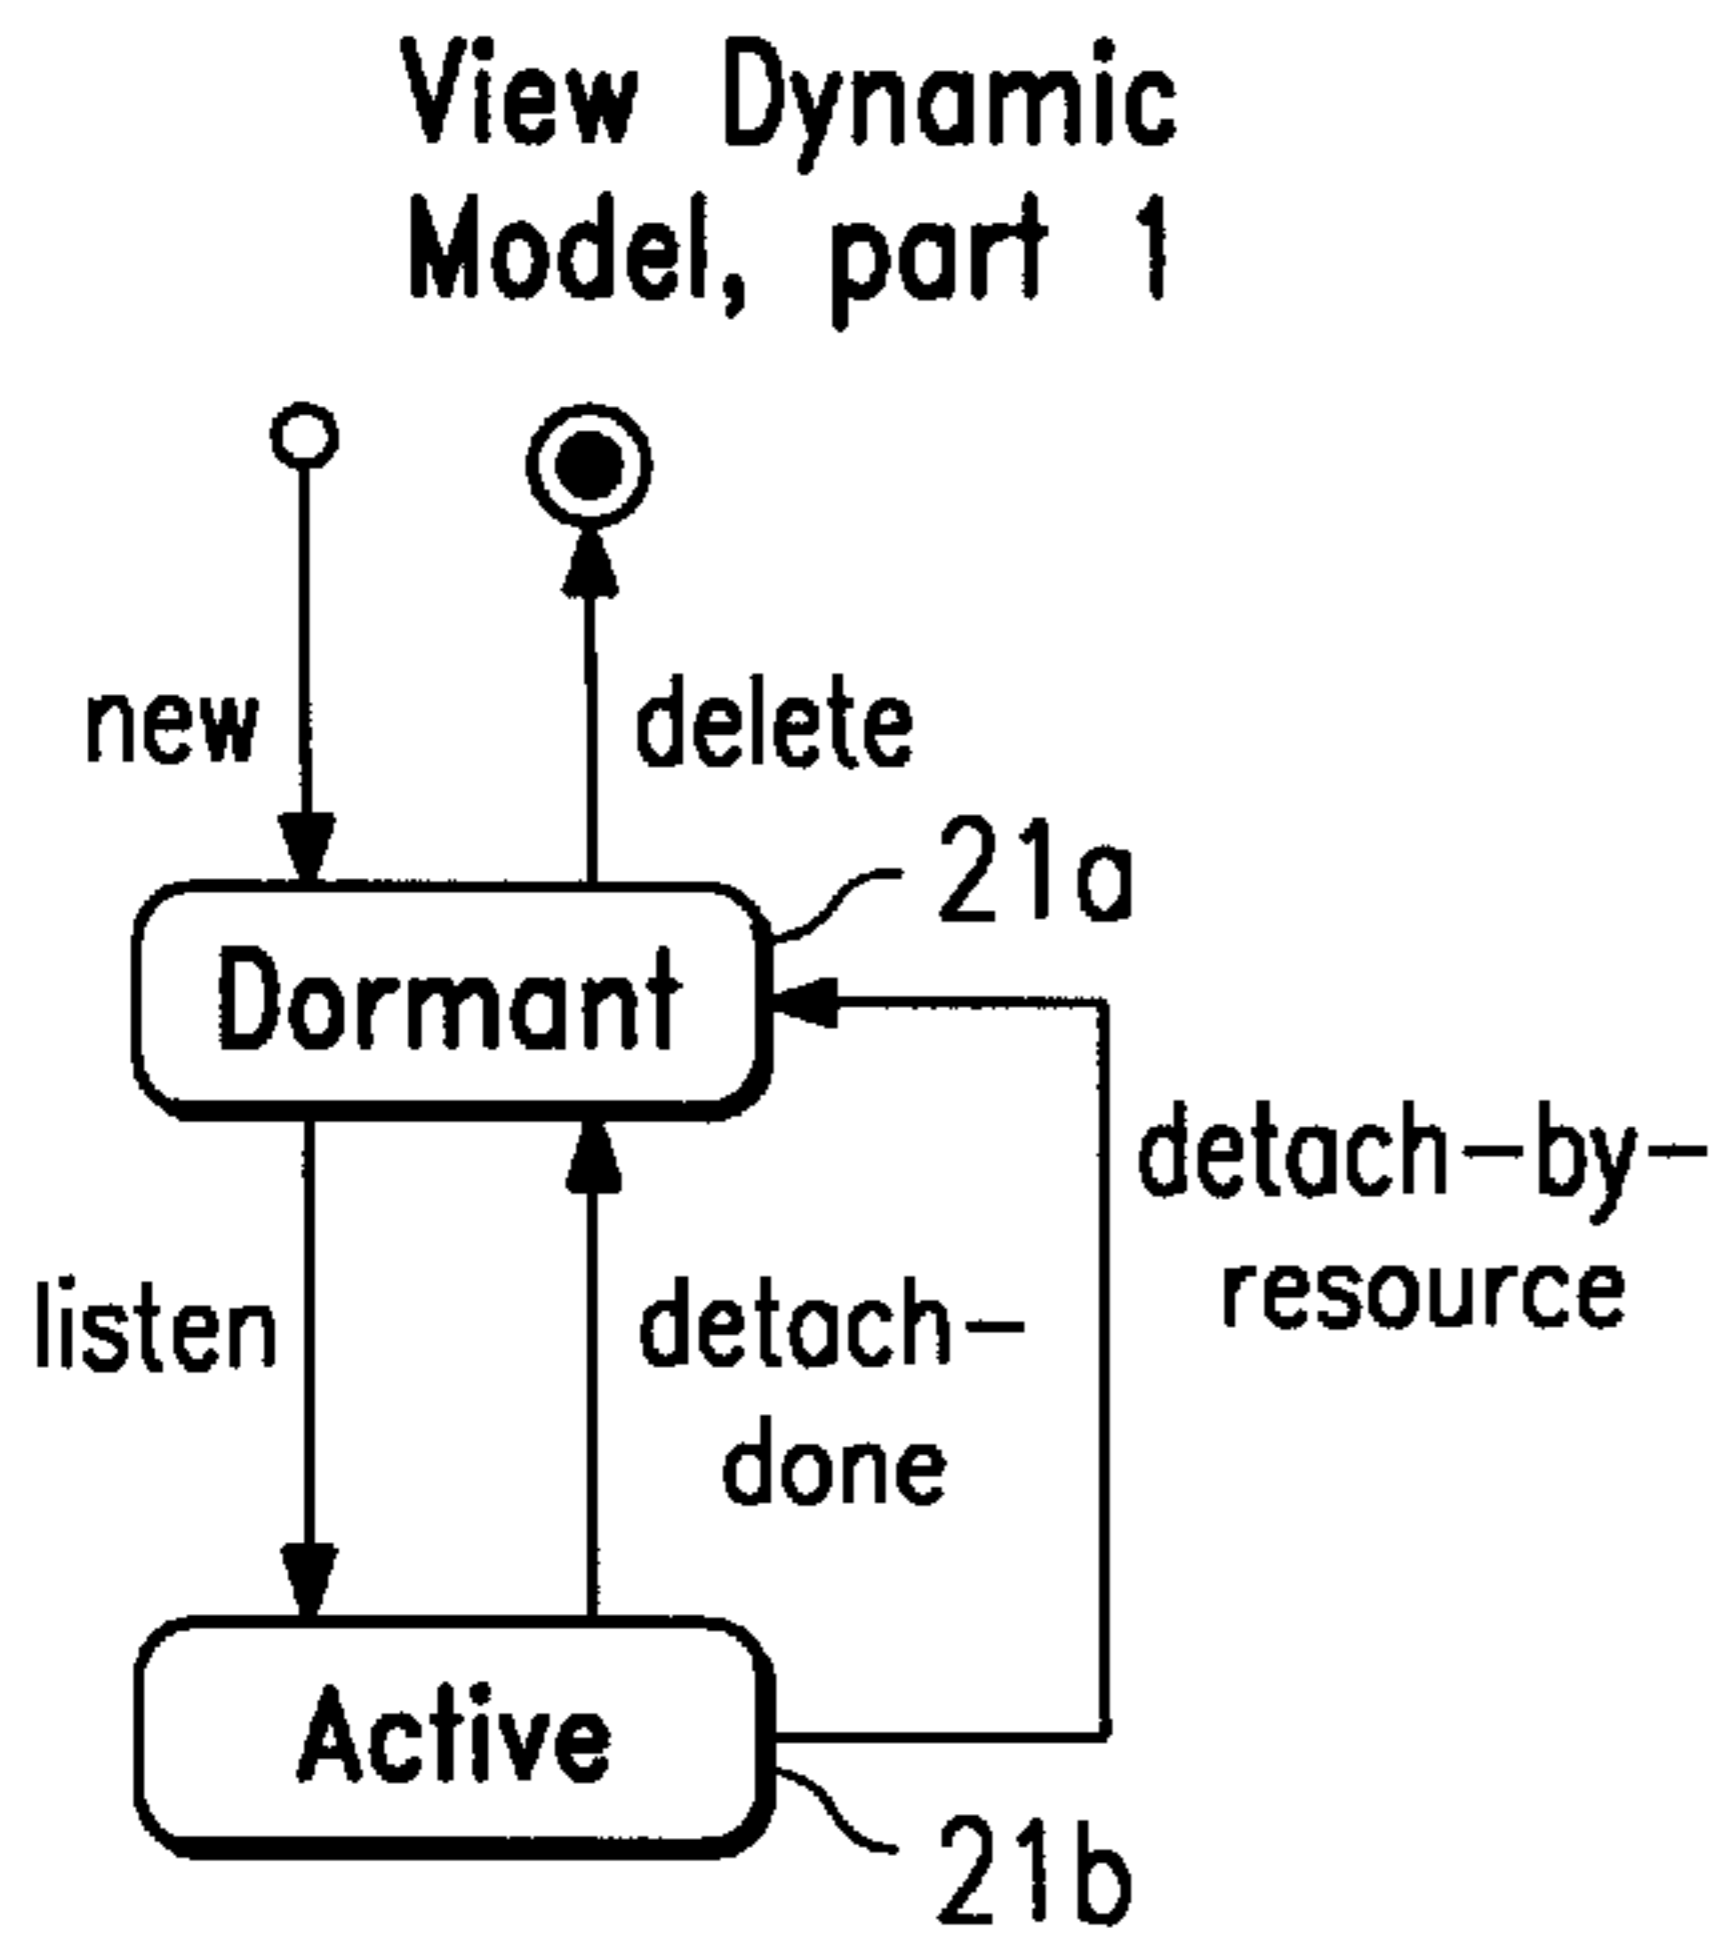 View Dynamic
Model, part 1
new
delete
21a
Dormant
detach-by-
resource
listen
detach-
done
Active
21b